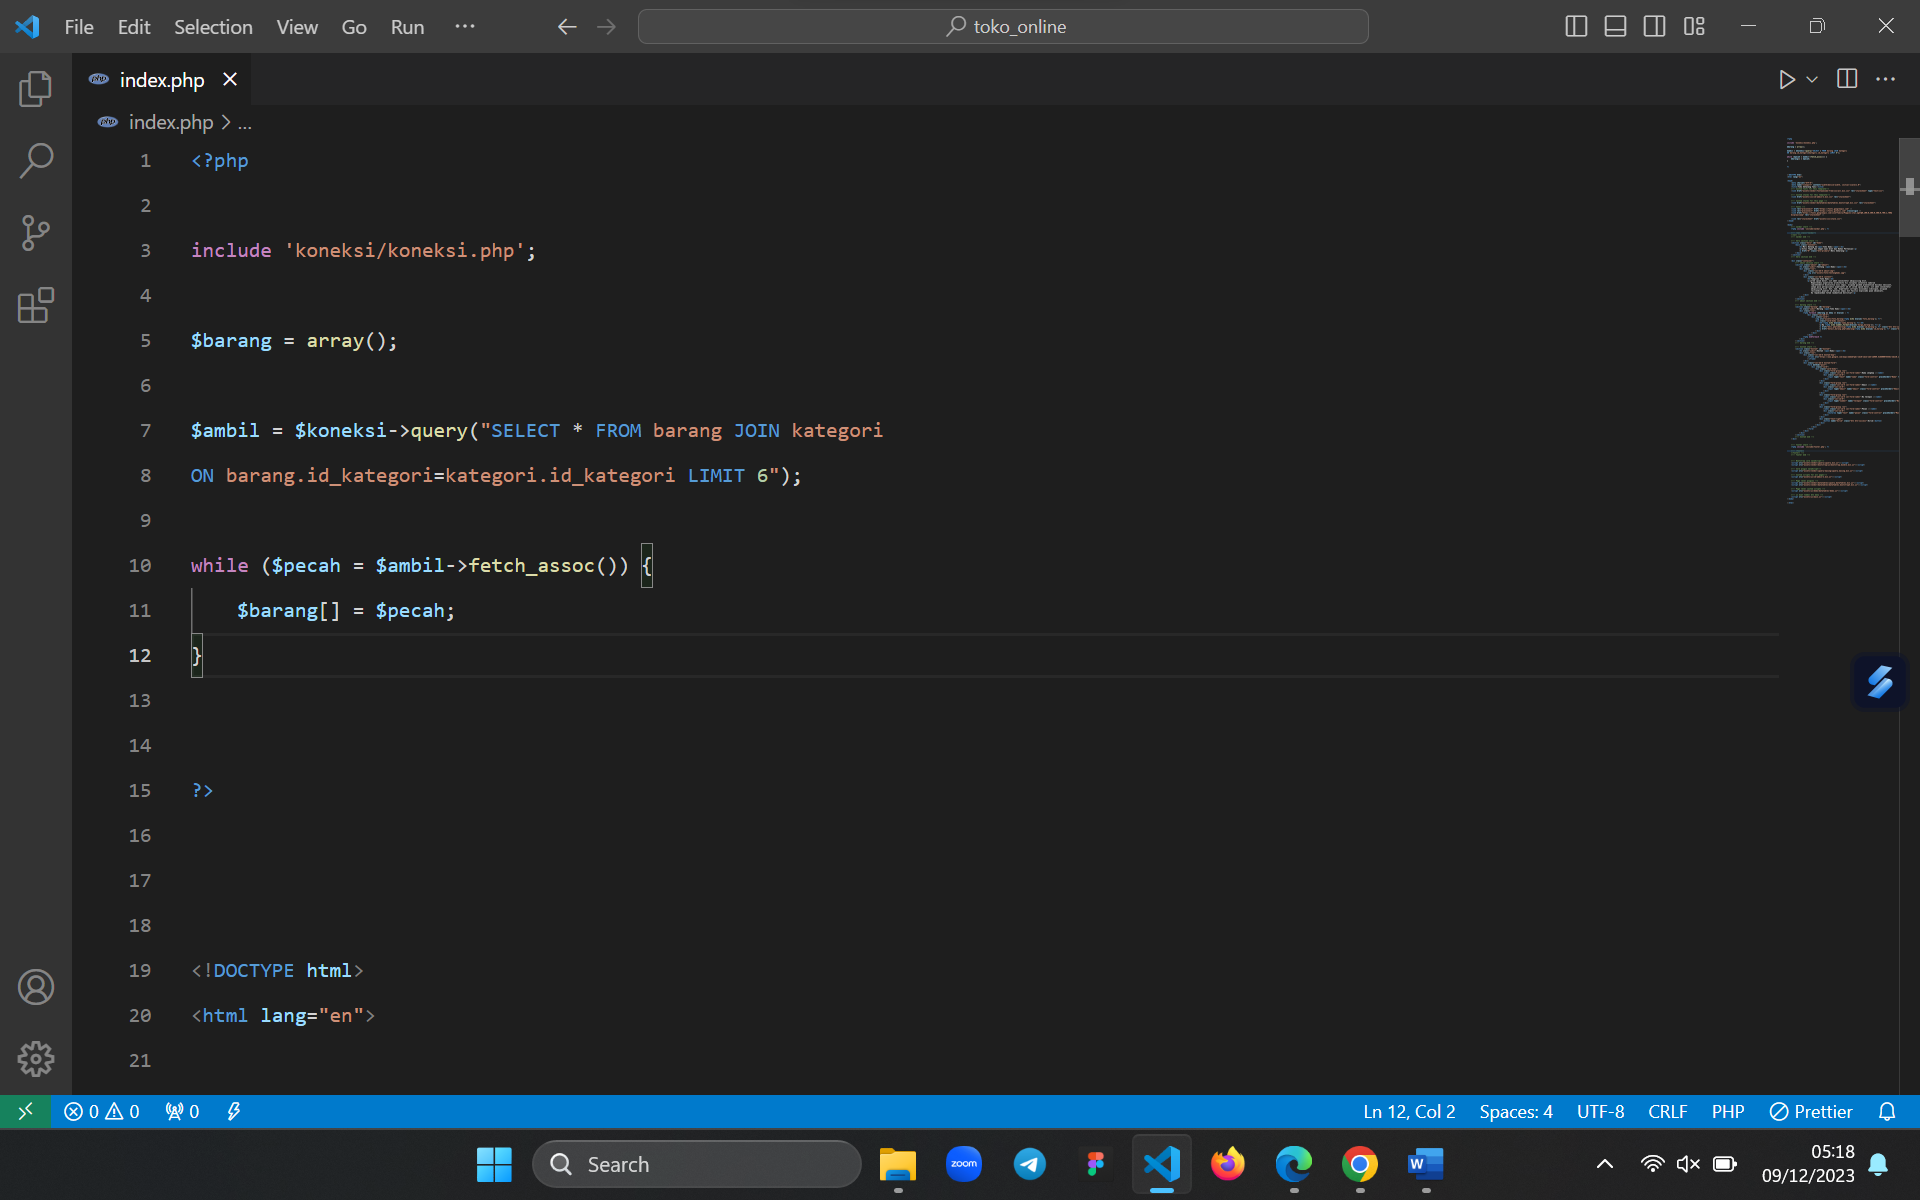 File Edit Selection View Go Run ...
toko_online
index.php
index.php > ...
1 <?php
2
3 include 'koneksi/koneksi.php';
4
5 $barang = array();
6
7 $ambil = $koneksi->query("SELECT * FROM barang JOIN kategori
8 ON barang.id_kategori=kategori.id_kategori LIMIT 6");
9
10 while ($pecah = $ambil->fetch_assoc()) {
11 $barang[] = $pecah;
12 }
13
14
15 ?>
16
17
18
19 <!DOCTYPE html>
20 <html lang="en">
21
0 0 0 Ln 12, Col 2 Spaces: 4 UTF-8 CRLF PHP Prettier
Search
zoom
W
05:18
09/12/2023